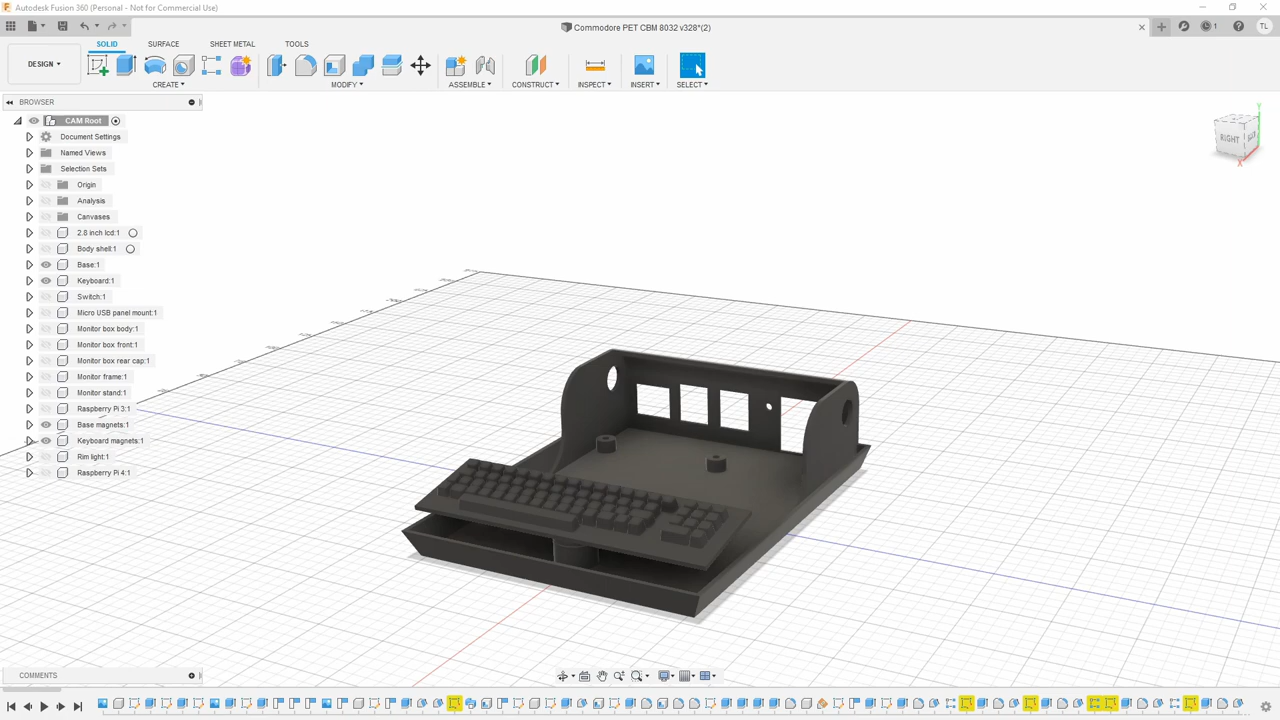 Autodesk Fusion 360 (Personal - Not for Commercial Use)
Commodore PET CBM 8032 v328*(2)
1
TL
SOLID
SURFACE
SHEET METAL
TOOLS
DESIGN
CREATE
MODIFY
ASSEMBLE
CONSTRUCT
INSPECT
INSERT
SELECT
BROWSER
CAM Root
Document Settings
Named Views
Selection Sets
Origin
Analysis
Canvases
2.8 inch lcd:1
Body shell:1
Base:1
Keyboard:1
Switch:1
Micro USB panel mount:1
Monitor box body:1
Monitor box front:1
Monitor box rear cap:1
Monitor frame:1
Monitor stand:1
Raspberry Pi 3:1
Base magnets:1
Keyboard magnets:1
Rim light:1
Raspberry Pi 4:1
Y
RIGHT
X
COMMENTS